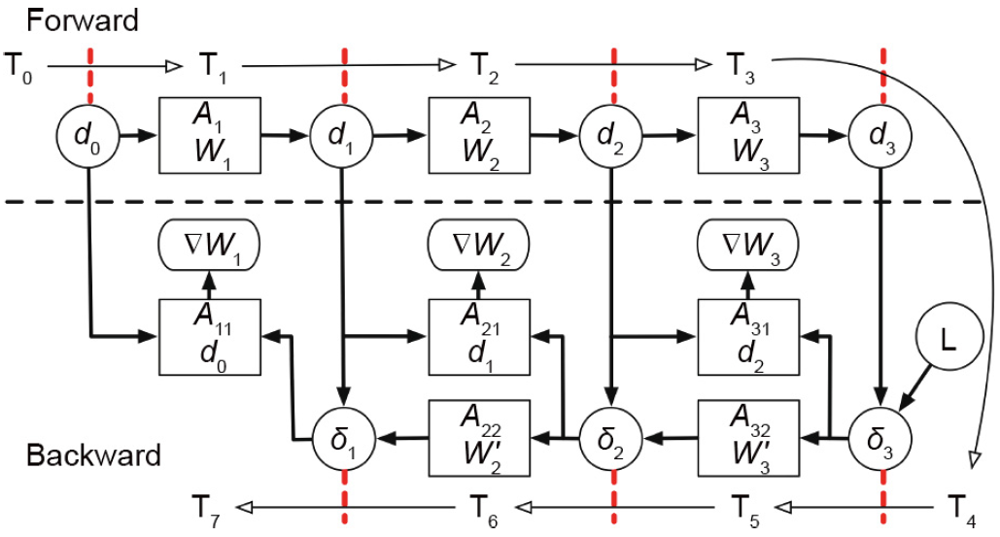 Forward
T₀ T₁ T₂ T₃
d₀ A₁ d₁ A₂ d₂ A₃ d₃
W₁ W₂ W₃
∇W₁ ∇W₂ ∇W₃
A₁₁ A₂₁ A₃₁ L
d₀ d₁ d₂
δ₁ A₂₂ δ₂ A₃₂ δ₃
W'₂ W'₃
Backward
T₇ T₆ T₅ T₄